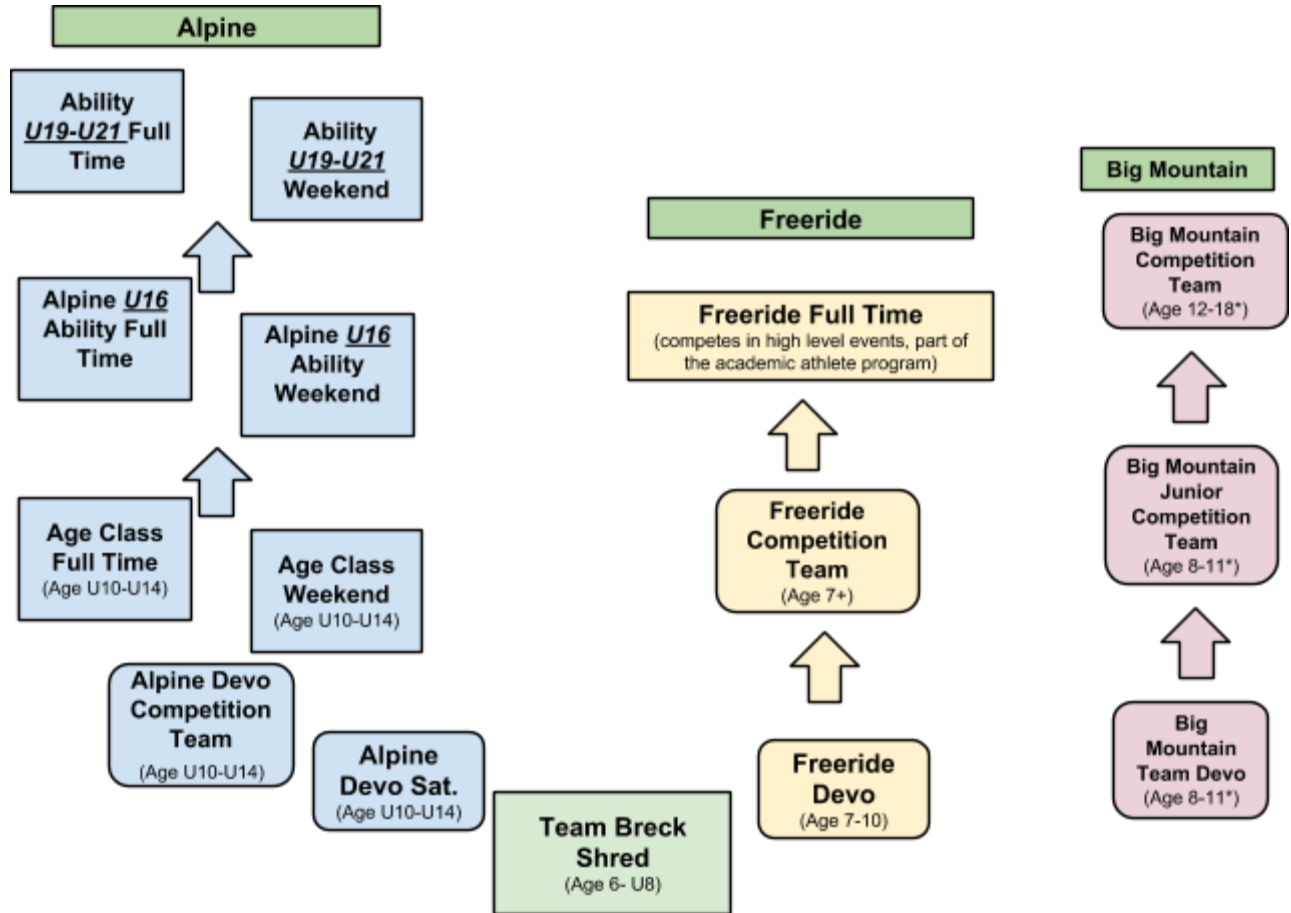 Alpine
Ability
U19-U21 Full
Time
Ability
U19-U21
Weekend
Alpine U16
Ability Full
Time
Alpine U16
Ability
Weekend
Age Class
Full Time
(Age U10-U14)
Age Class
Weekend
(Age U10-U14)
Alpine Devo
Competition
Team
(Age U10-U14)
Alpine
Devo Sat.
(Age U10-U14)
Team Breck
Shred
(Age 6- U8)
Freeride
Freeride Full Time
(competes in high level events, part of
the academic athlete program)
Freeride
Competition
Team
(Age 7+)
Freeride
Devo
(Age 7-10)
Big Mountain
Big Mountain
Competition
Team
(Age 12-18*)
Big Mountain
Junior
Competition
Team
(Age 8-11*)
Big
Mountain
Team Devo
(Age 8-11*)